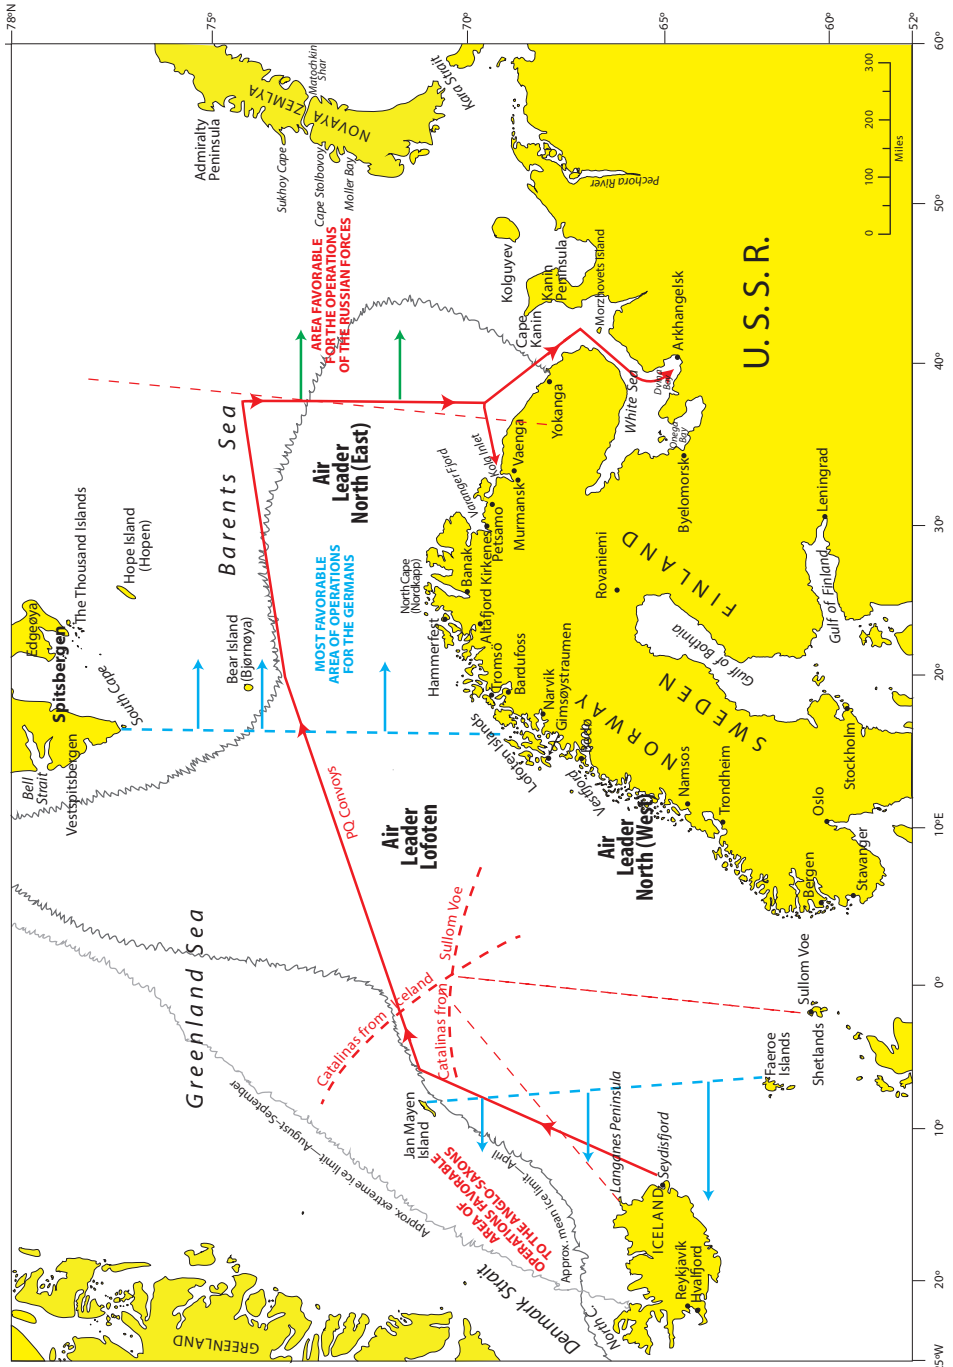 78°N
75°
70°
65°
60°
52°
60°
50°
40°
30°
20°
10°E
0°
10°
20°
5°W
Miles
0
100
200
300
GREENLAND
Denmark Strait
Greenland Sea
Barents Sea
Approx. extreme ice limit—August–September
Approx. mean ice limit—April
AREA OF
OPERATIONS FAVORABLE
TO THE ANGLO-SAXONS
North C.
ICELAND
Reykjavik
Hvalfjord
Langanes Peninsula
Seydisfjord
Jan Mayen
Island
Faeroe
Islands
Shetlands
Sullom Voe
Catalinas from Iceland
Catalinas from Sullom Voe
PQ Convoys
Air
Leader
Lofoten
Air
Leader
North (West)
Air
Leader
North (East)
MOST FAVORABLE
AREA OF OPERATIONS
FOR THE GERMANS
AREA FAVORABLE
FOR THE OPERATIONS
OF THE RUSSIAN FORCES
Bell
Strait
Vestspitsbergen
Spitsbergen
Edgeøya
South Cape
The Thousand Islands
Hope Island
(Hopen)
Bear Island
(Bjørnøya)
Admiralty
Peninsula
NOVAYA
ZEMLYA
Matochkin
Shar
Sukhoy Cape
Cape Stolbovoy
Moller Bay
Kara Strait
Pechora River
Kolguyev
Kanin
Peninsula
Cape
Kanin
Morzhovets Island
Arkhangelsk
Dvina
Bay
White Sea
Onega
Bay
Byelomorsk
Yokanga
Kola Inlet
Vaenga
Murmansk
Varanger Fjord
Petsamo
Kirkenes
Altafjord
Banak
North Cape
(Nordkapp)
Hammerfest
Tromsö
Bardufoss
Narvik
Gimsøystraumen
Bodo
Lofoten Islands
Vestfjord
Namsos
Trondheim
Bergen
Stavanger
Oslo
Stockholm
Rovaniemi
Leningrad
Gulf of Finland
Gulf of Bothnia
NORWAY
SWEDEN
FINLAND
U. S. S. R.